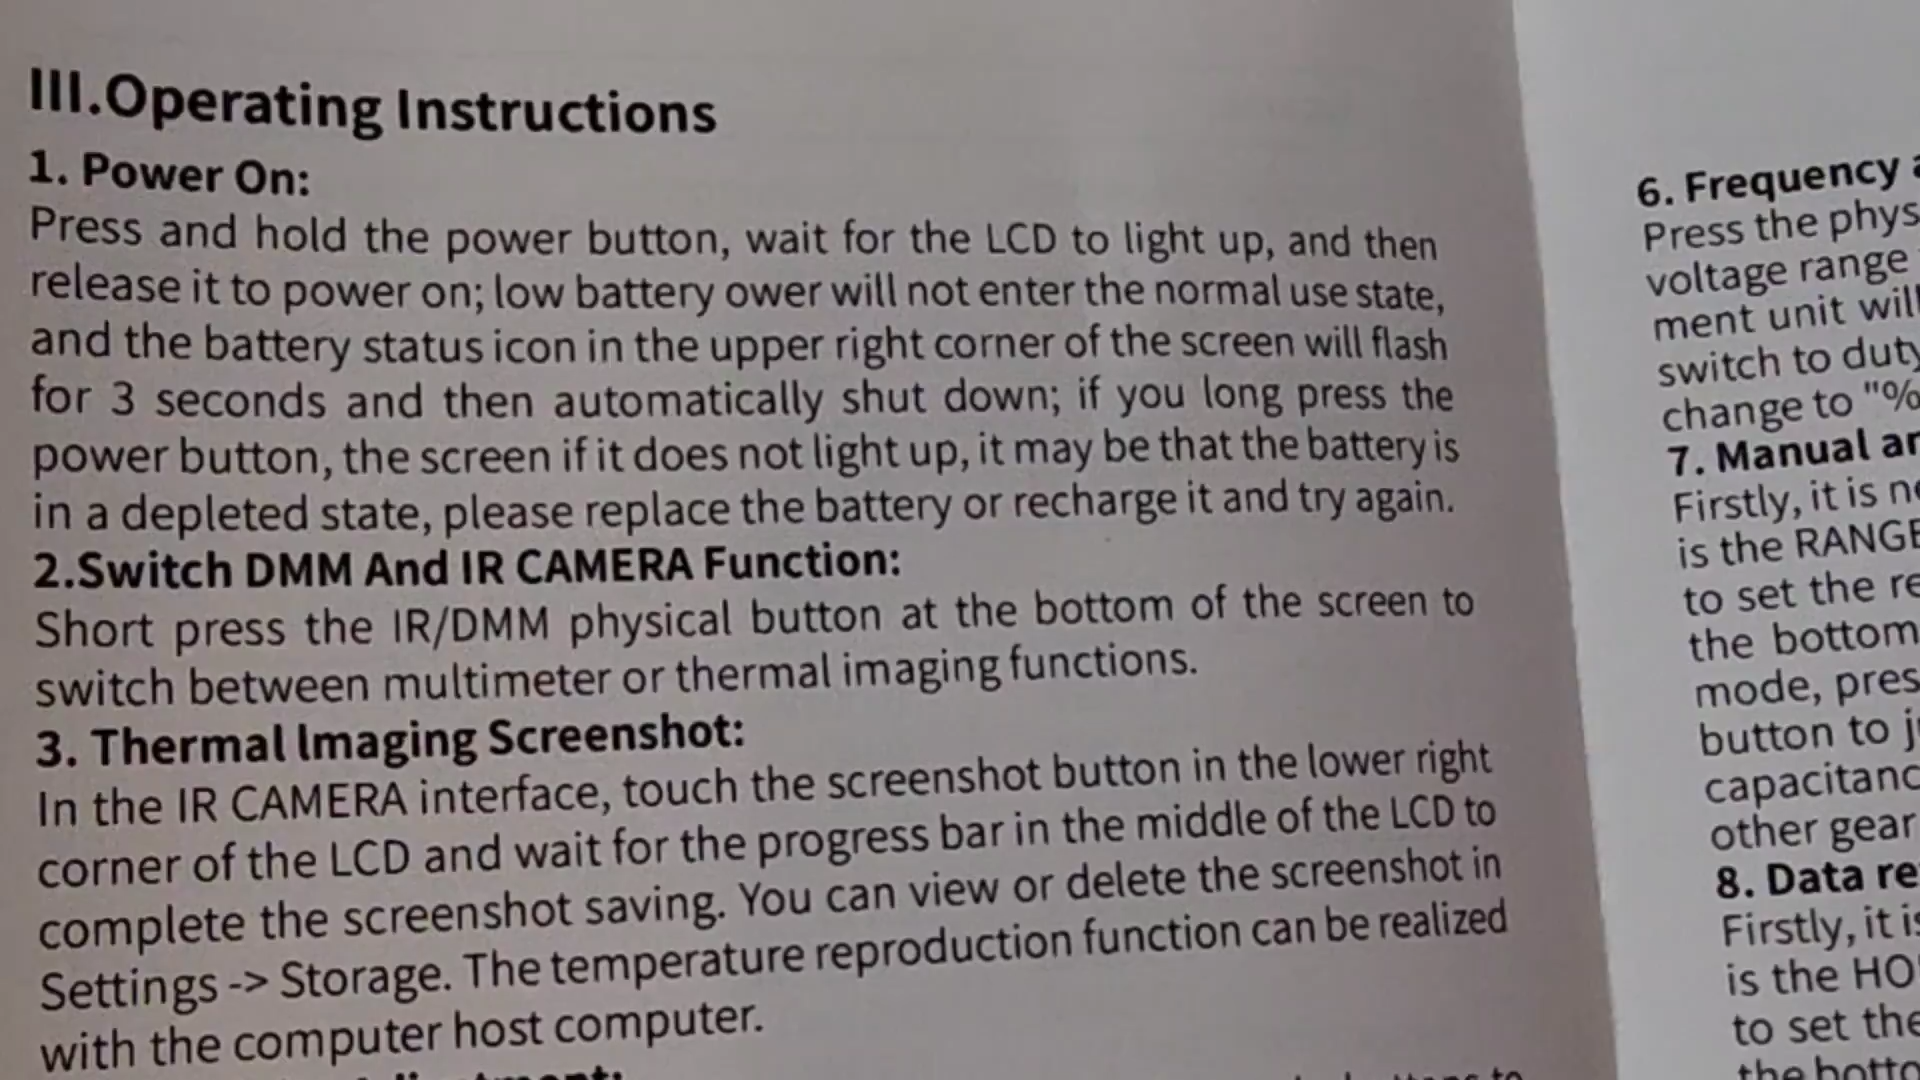 III.Operating Instructions
1. Power On:
Press and hold the power button, wait for the LCD to light up, and then
release it to power on; low battery ower will not enter the normal use state,
and the battery status icon in the upper right corner of the screen will flash
for 3 seconds and then automatically shut down; if you long press the
power button, the screen if it does not light up, it may be that the battery is
in a depleted state, please replace the battery or recharge it and try again.
2.Switch DMM And IR CAMERA Function:
Short press the IR/DMM physical button at the bottom of the screen to
switch between multimeter or thermal imaging functions.
3. Thermal lmaging Screenshot:
In the IR CAMERA interface, touch the screenshot button in the lower right
corner of the LCD and wait for the progress bar in the middle of the LCD to
complete the screenshot saving. You can view or delete the screenshot in
Settings -> Storage. The temperature reproduction function can be realized
with the computer host computer.
6. Frequency
Press the phys
voltage range
ment unit will
switch to duty
change to "%
7. Manual
Firstly, it is
is the RANGE
to set the re
the bottom
mode, pres
button to
capacitanc
other gear
8. Data re
Firstly, it is
is the HO
to set the
the botto